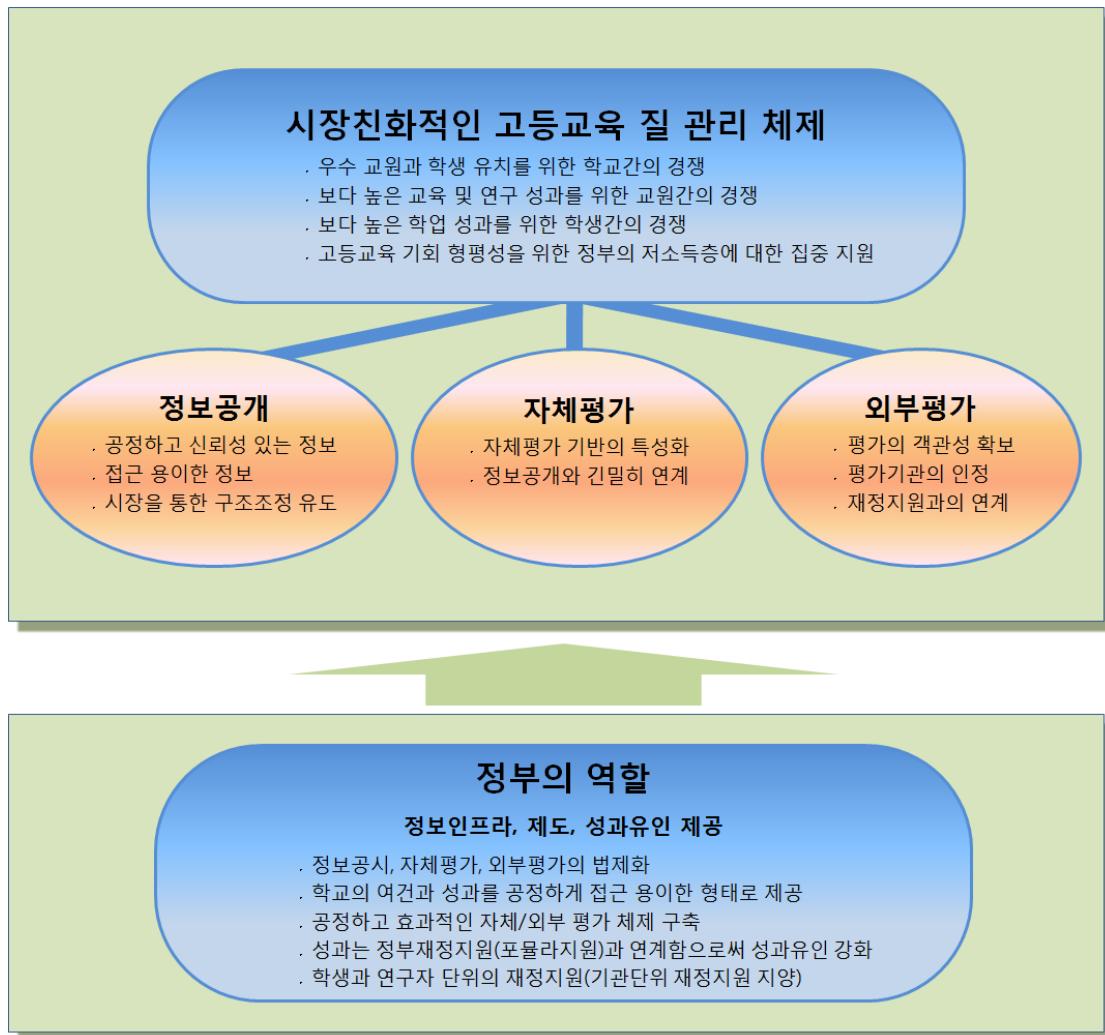 시장친화적인 고등교육 질 관리 체제
. 우수 교원과 학생 유치를 위한 학교간의 경쟁
. 보다 높은 교육 및 연구 성과를 위한 교원간의 경쟁
. 보다 높은 학업 성과를 위한 학생간의 경쟁
. 고등교육 기회 형평성을 위한 정부의 저소득층에 대한 집중 지원
정보공개
. 공정하고 신뢰성 있는 정보
. 접근 용이한 정보
. 시장을 통한 구조조정 유도
자체평가
. 자체평가 기반의 특성화
. 정보공개와 긴밀히 연계
외부평가
. 평가의 객관성 확보
. 평가기관의 인정
. 재정지원과의 연계
정부의 역할
정보인프라, 제도, 성과유인 제공
. 정보공시, 자체평가, 외부평가의 법제화
. 학교의 여건과 성과를 공정하게 접근 용이한 형태로 제공
. 공정하고 효과적인 자체/외부 평가 체제 구축
. 성과는 정부재정지원(포뮬라지원)과 연계함으로써 성과유인 강화
. 학생과 연구자 단위의 재정지원(기관단위 재정지원 지양)